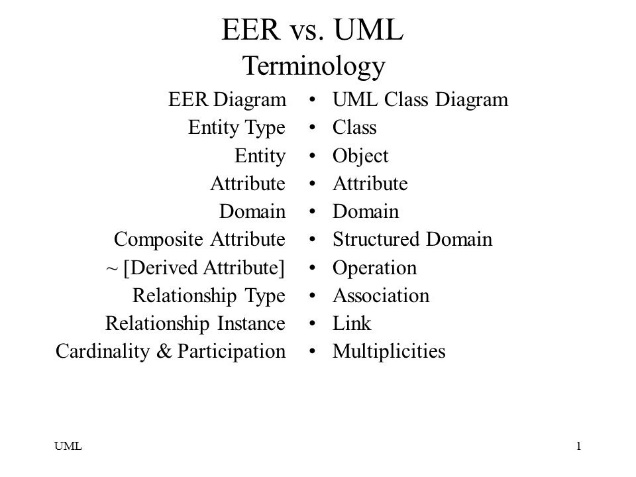 EER vs. UML
Terminology
EER Diagram • UML Class Diagram
Entity Type • Class
Entity • Object
Attribute • Attribute
Domain • Domain
Composite Attribute • Structured Domain
~ [Derived Attribute] • Operation
Relationship Type • Association
Relationship Instance • Link
Cardinality & Participation • Multiplicities
UML 1